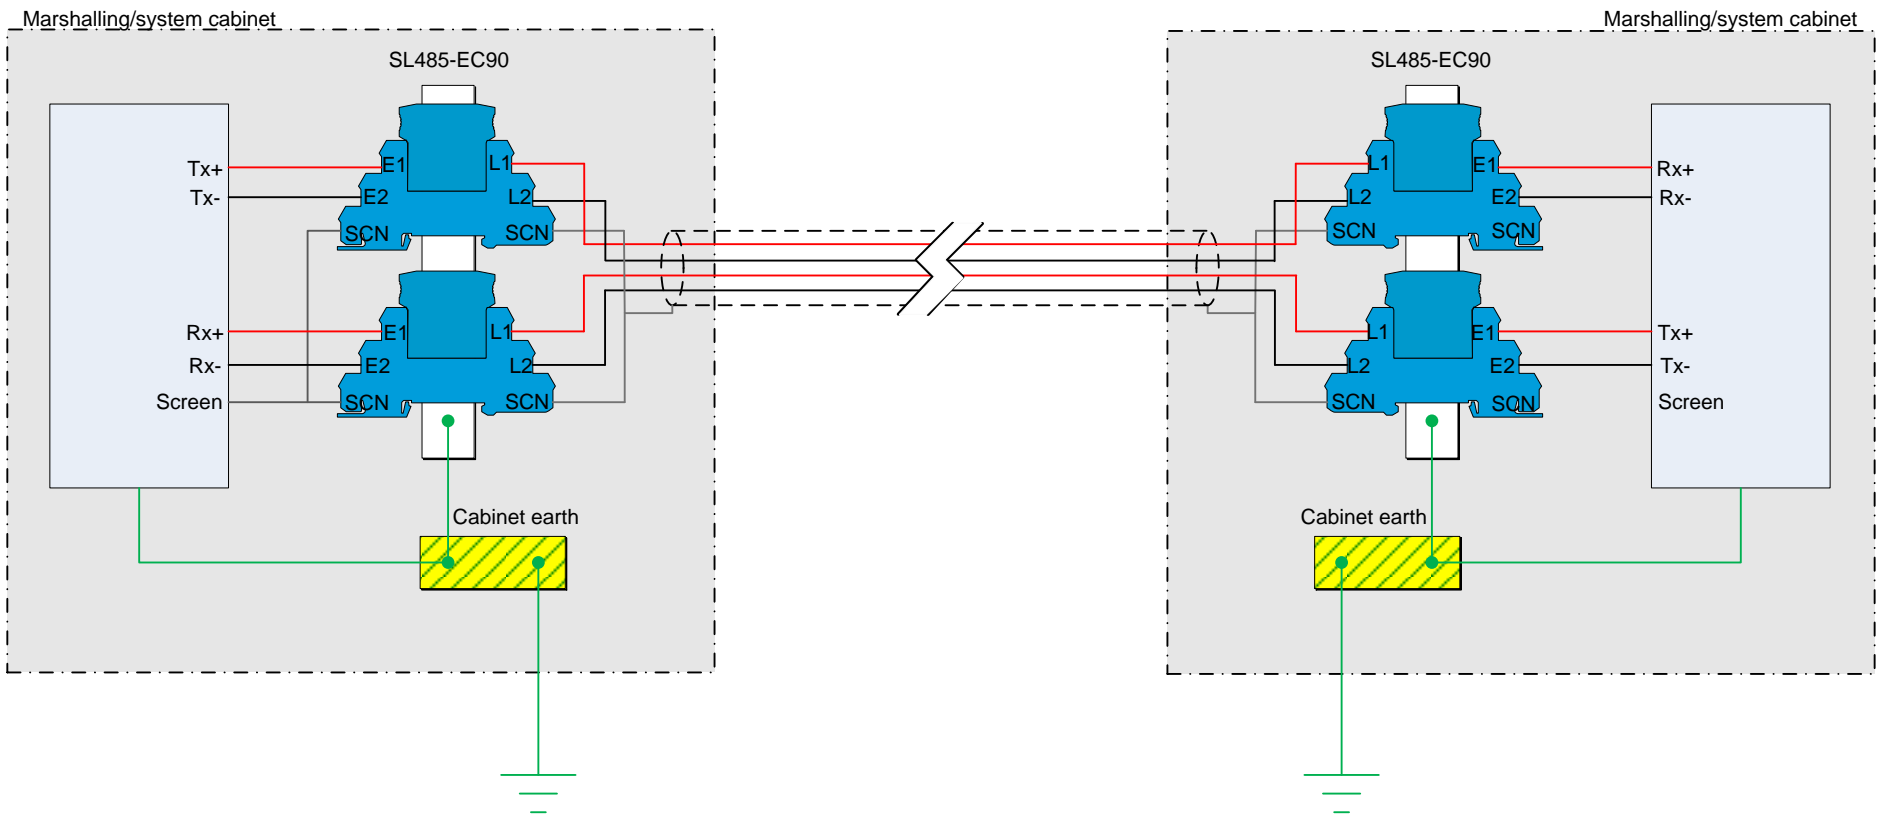 Marshalling/system cabinet
SL485-EC90
Tx+
Tx-
Rx+
Rx-
Screen
E1
E2
SCN
L1
L2
SCN
E1
E2
SCN
L1
L2
SCN
Cabinet earth
Marshalling/system cabinet
SL485-EC90
L1
L2
SCN
E1
E2
SCN
L1
L2
SCN
E1
E2
SCN
Rx+
Rx-
Tx+
Tx-
Screen
Cabinet earth